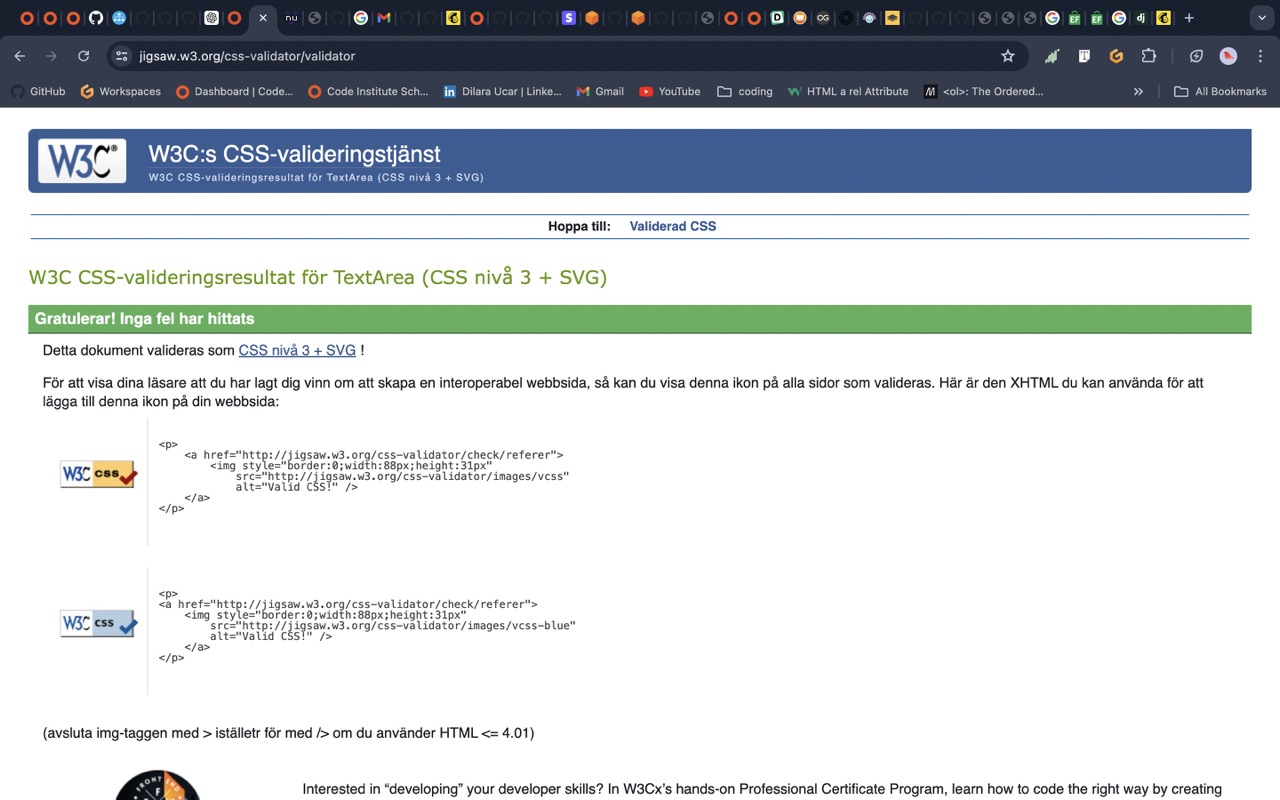 jigsaw.w3.org/css-validator/validator
GitHub Workspaces Dashboard | Code... Code Institute Sch... Dilara Ucar | Linke... Gmail YouTube coding HTML a rel Attribute <ol>: The Ordered... » All Bookmarks
W3C®
W3C:s CSS-valideringstjänst
W3C CSS-valideringsresultat för TextArea (CSS nivå 3 + SVG)
Hoppa till: Validerad CSS
W3C CSS-valideringsresultat för TextArea (CSS nivå 3 + SVG)
Gratulerar! Inga fel har hittats
Detta dokument valideras som CSS nivå 3 + SVG !
För att visa dina läsare att du har lagt dig vinn om att skapa en interoperabel webbsida, så kan du visa denna ikon på alla sidor som valideras. Här är den XHTML du kan använda för att
lägga till denna ikon på din webbsida:
W3C css
<p>
<a href="http://jigsaw.w3.org/css-validator/check/referer">
<img style="border:0;width:88px;height:31px"
src="http://jigsaw.w3.org/css-validator/images/vcss"
alt="Valid CSS!" />
</a>
</p>
W3C css
<p>
<a href="http://jigsaw.w3.org/css-validator/check/referer">
<img style="border:0;width:88px;height:31px"
src="http://jigsaw.w3.org/css-validator/images/vcss-blue"
alt="Valid CSS!" />
</a>
</p>
(avsluta img-taggen med > iställetr för med /> om du använder HTML <= 4.01)
FRONT END
F
Interested in “developing” your developer skills? In W3Cx’s hands-on Professional Certificate Program, learn how to code the right way by creating